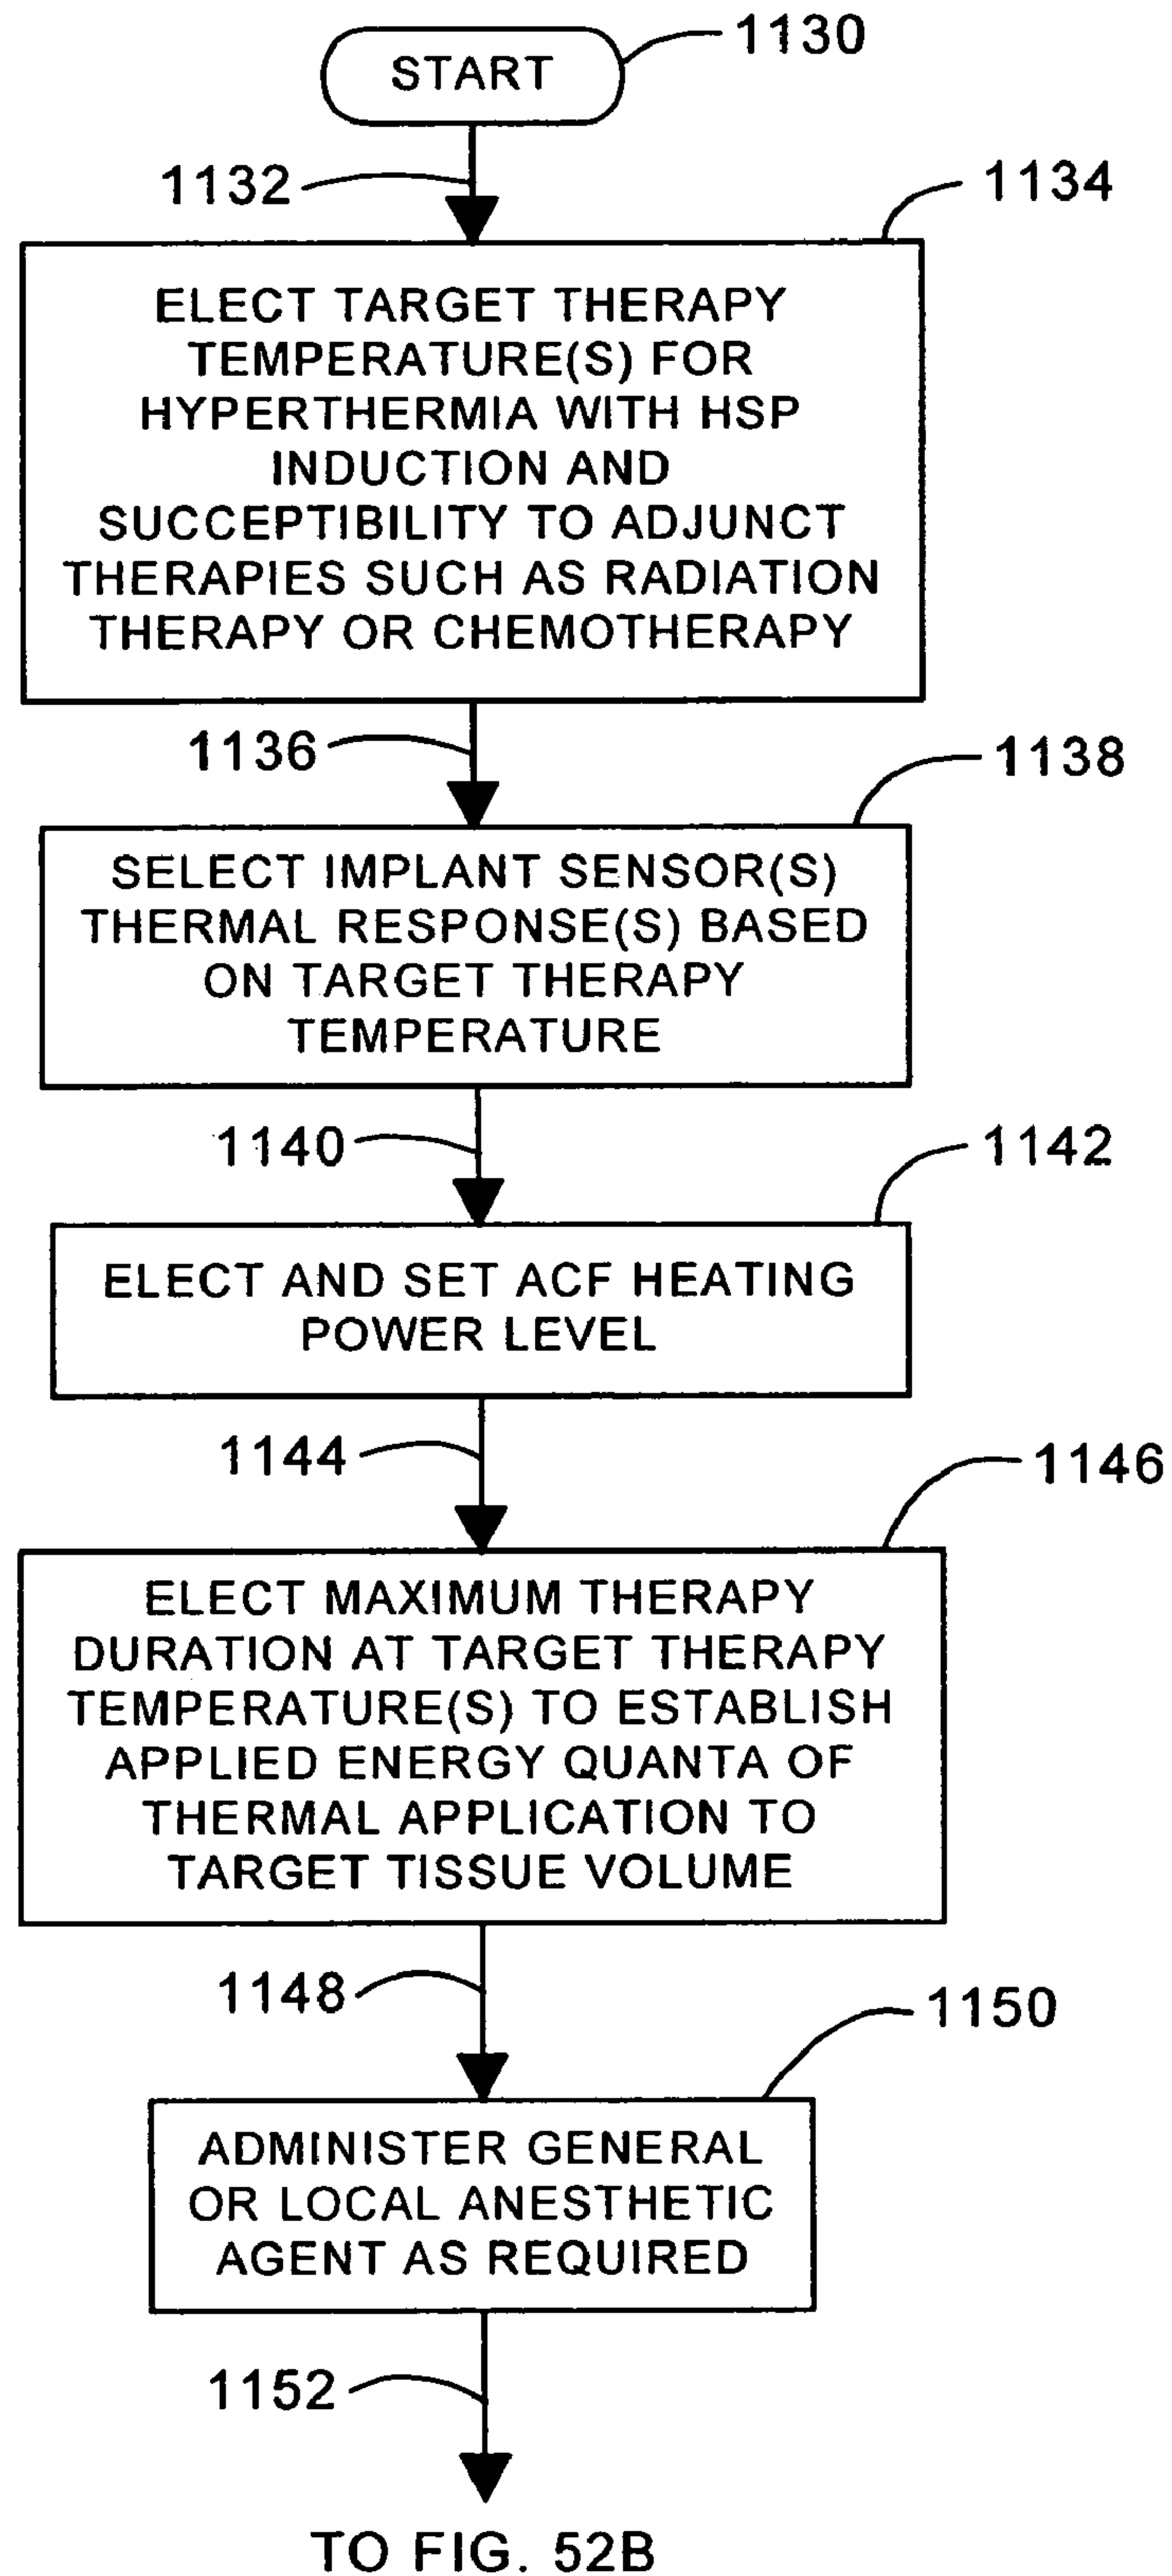 START
1130
1132
1134
ELECT TARGET THERAPY
TEMPERATURE(S) FOR
HYPERTHERMIA WITH HSP
INDUCTION AND
SUCCEPTIBILITY TO ADJUNCT
THERAPIES SUCH AS RADIATION
THERAPY OR CHEMOTHERAPY
1136
1138
SELECT IMPLANT SENSOR(S)
THERMAL RESPONSE(S) BASED
ON TARGET THERAPY
TEMPERATURE
1140
1142
ELECT AND SET ACF HEATING
POWER LEVEL
1144
1146
ELECT MAXIMUM THERAPY
DURATION AT TARGET THERAPY
TEMPERATURE(S) TO ESTABLISH
APPLIED ENERGY QUANTA OF
THERMAL APPLICATION TO
TARGET TISSUE VOLUME
1148
1150
ADMINISTER GENERAL
OR LOCAL ANESTHETIC
AGENT AS REQUIRED
1152
TO FIG. 52B